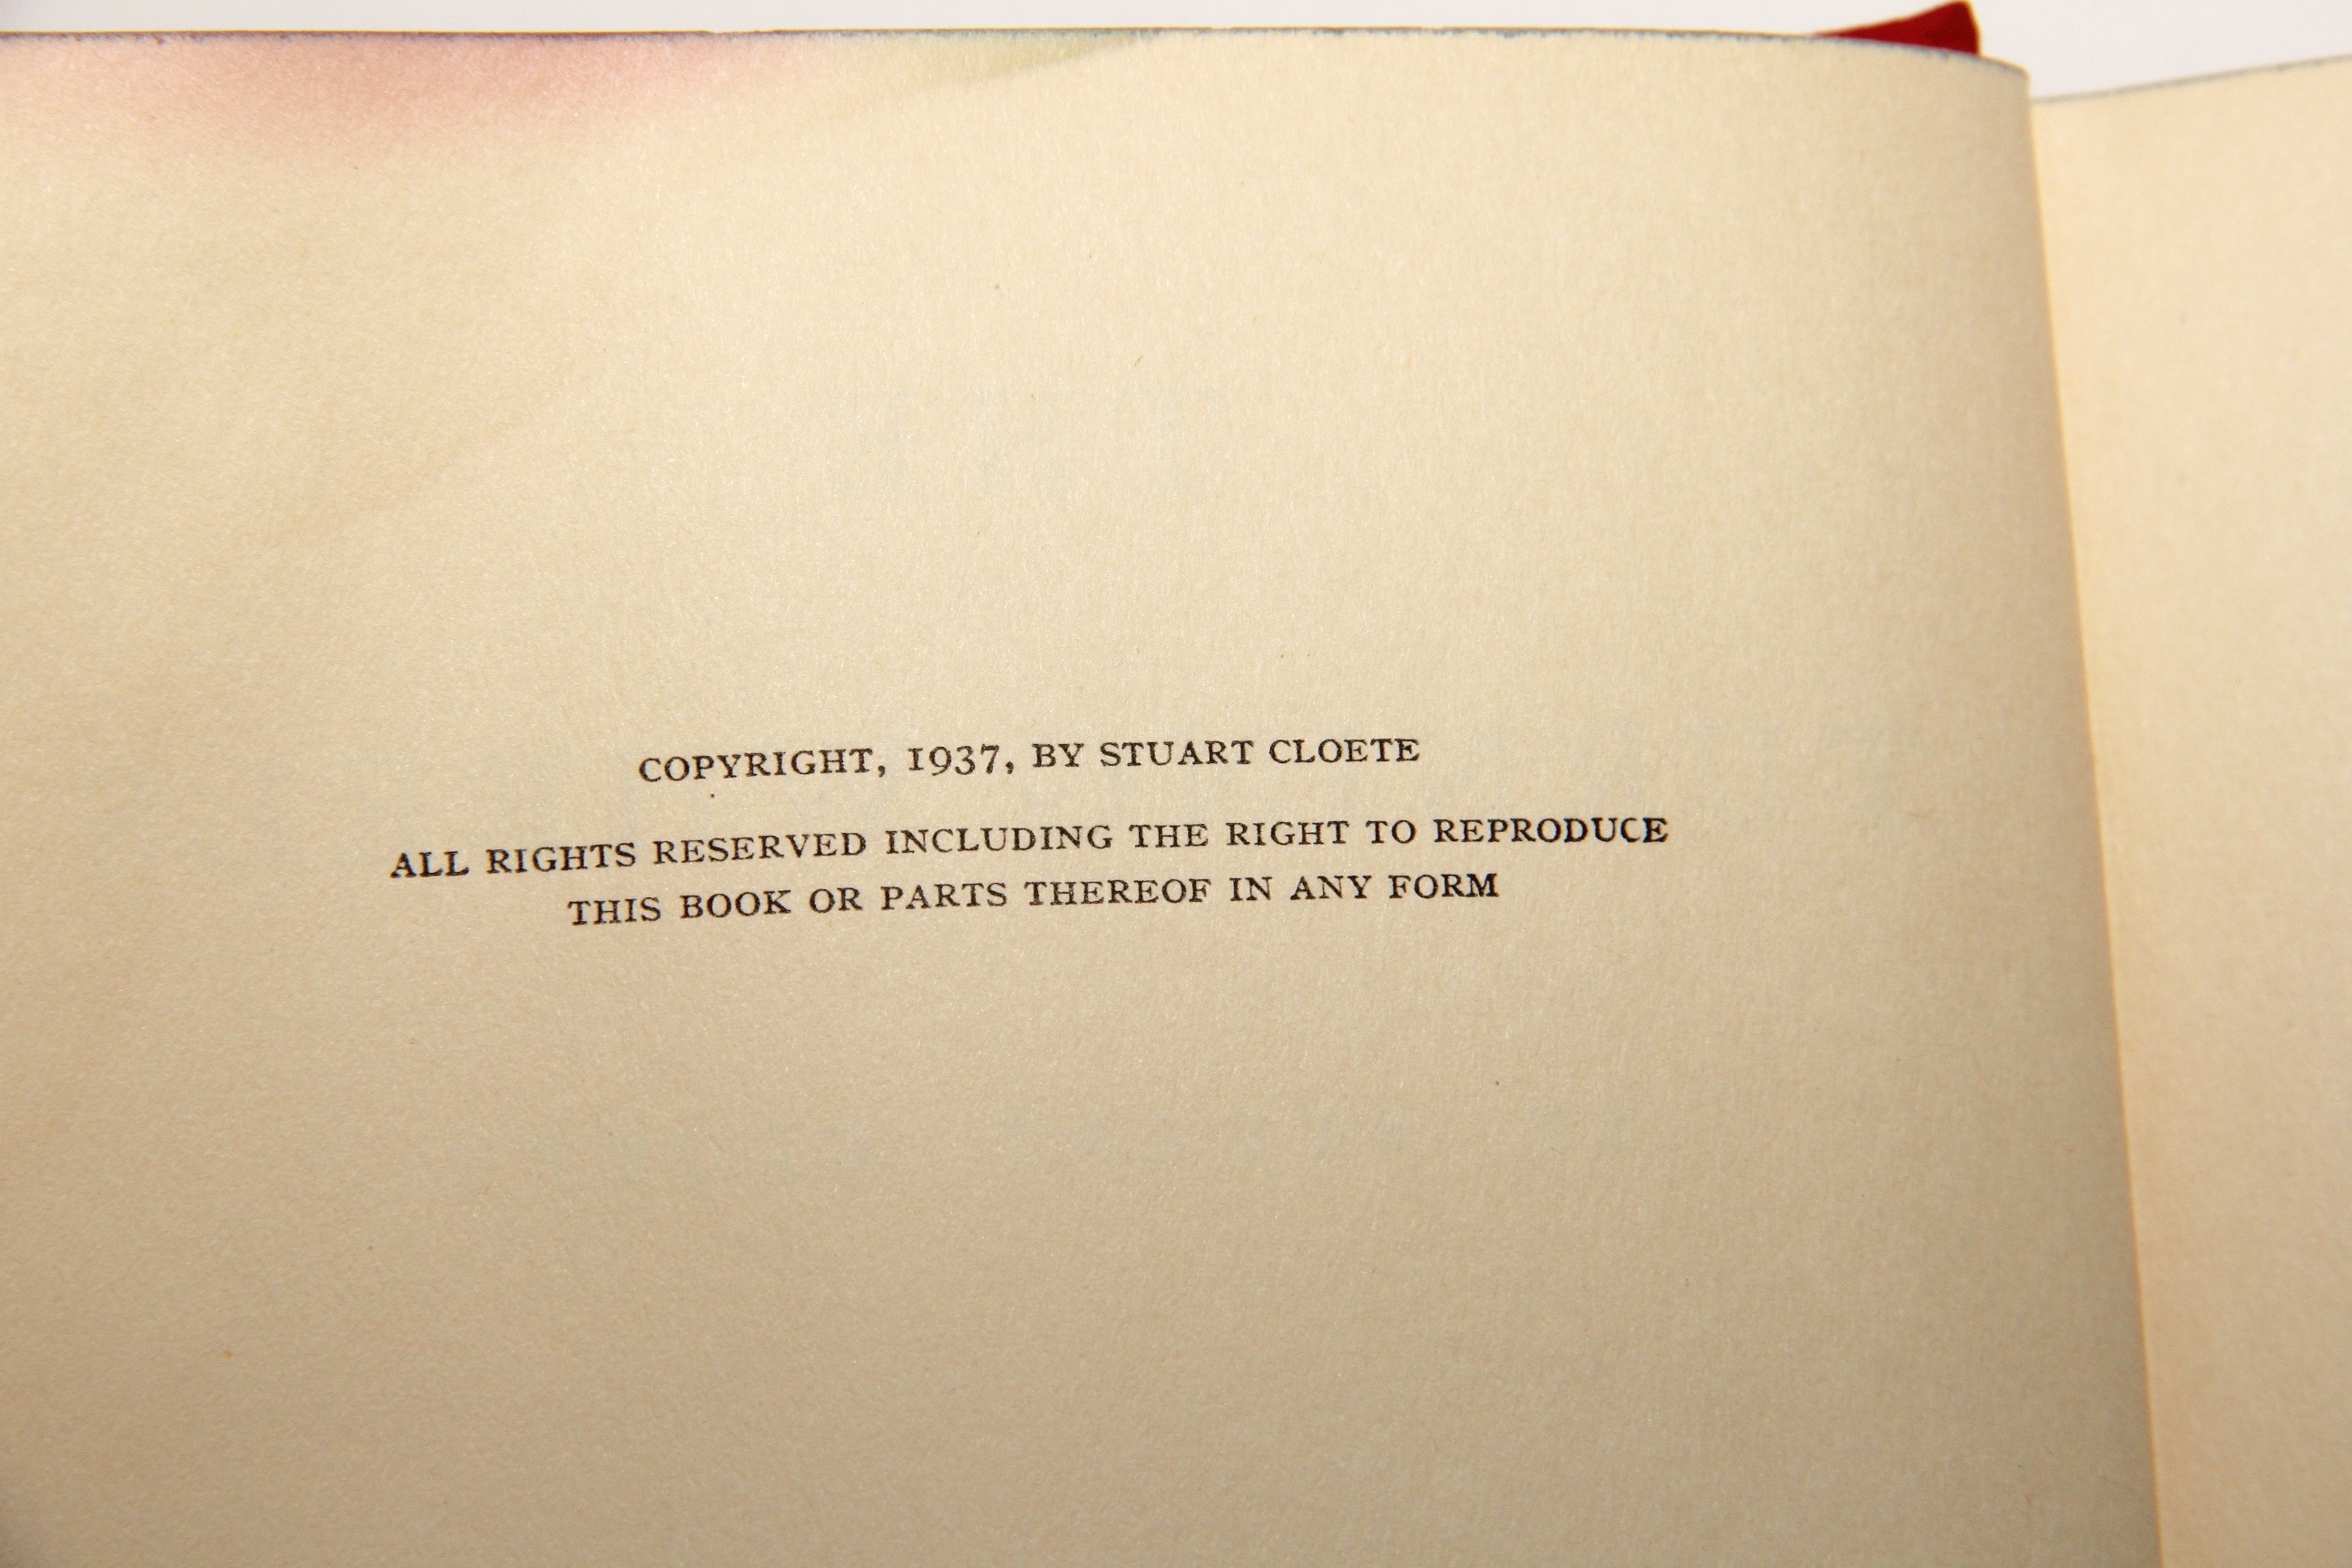 COPYRIGHT, 1937, BY STUART CLOETE
ALL RIGHTS RESERVED INCLUDING THE RIGHT TO REPRODUCE
THIS BOOK OR PARTS THEREOF IN ANY FORM